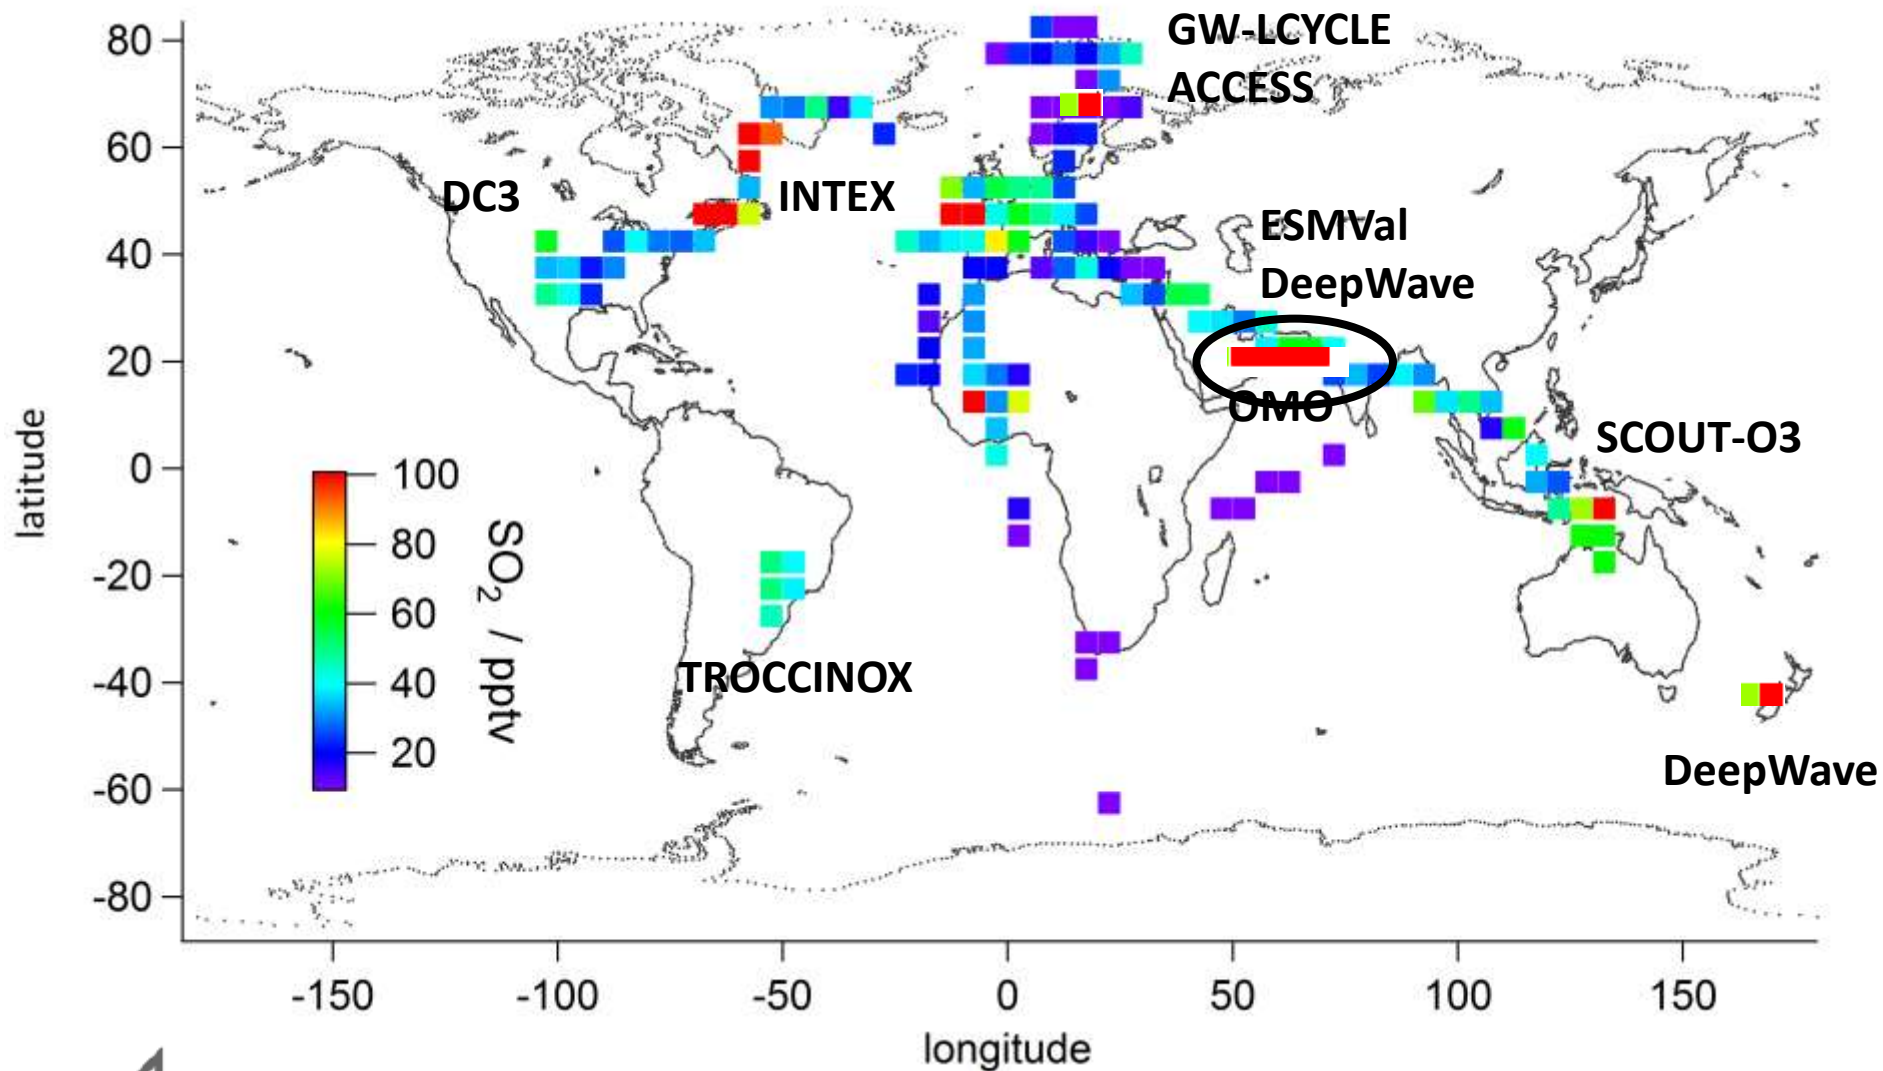 GW-LCYCLE
ACCESS
DC3
INTEX
ESMVal
DeepWave
OMO
SCOUT-O3
TROCCINOX
DeepWave
latitude
80
60
40
20
0
-20
-40
-60
-80
100
80
60
40
20
SO2 / pptv
-150
-100
-50
0
50
100
150
longitude